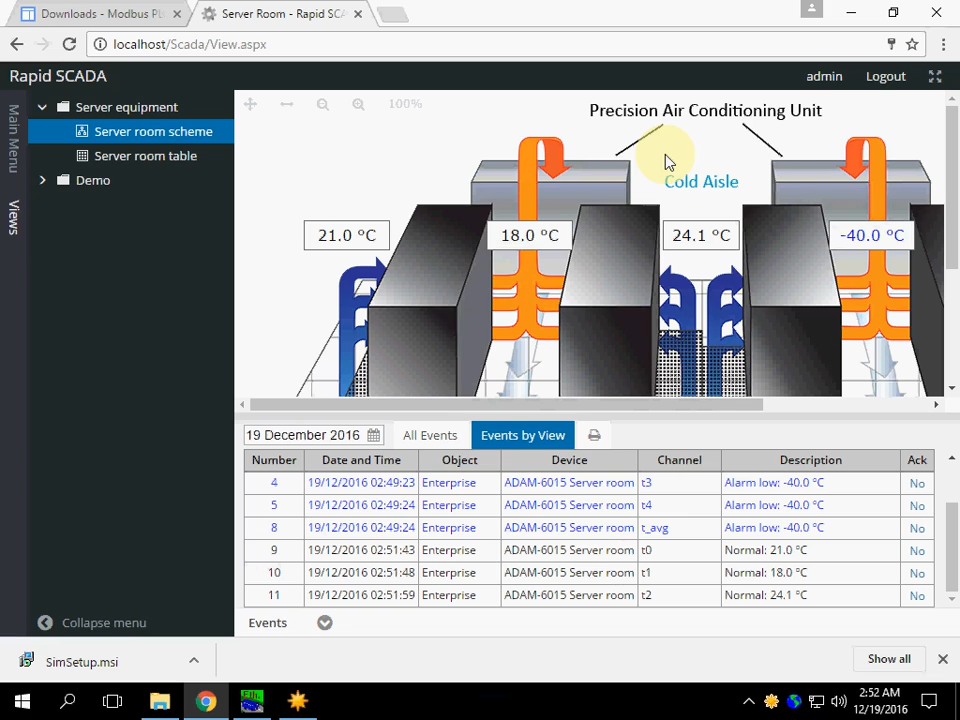 Downloads - Modbus PL
Server Room - Rapid SCA
localhost/Scada/View.aspx
Rapid SCADA
admin
Logout
Main Menu
Views
Server equipment
Server room scheme
Server room table
Demo
Collapse menu
100%
Precision Air Conditioning Unit
Cold Aisle
21.0 °C
18.0 °C
24.1 °C
-40.0 °C
19 December 2016
All Events
Events by View
Number Date and Time Object Device Channel Description Ack
4 19/12/2016 02:49:23 Enterprise ADAM-6015 Server room t3 Alarm low: -40.0 °C No
5 19/12/2016 02:49:24 Enterprise ADAM-6015 Server room t4 Alarm low: -40.0 °C No
8 19/12/2016 02:49:24 Enterprise ADAM-6015 Server room t_avg Alarm low: -40.0 °C No
9 19/12/2016 02:51:43 Enterprise ADAM-6015 Server room t0 Normal: 21.0 °C No
10 19/12/2016 02:51:48 Enterprise ADAM-6015 Server room t1 Normal: 18.0 °C No
11 19/12/2016 02:51:59 Enterprise ADAM-6015 Server room t2 Normal: 24.1 °C No
Events
SimSetup.msi
Show all
Eth.
2:52 AM
12/19/2016